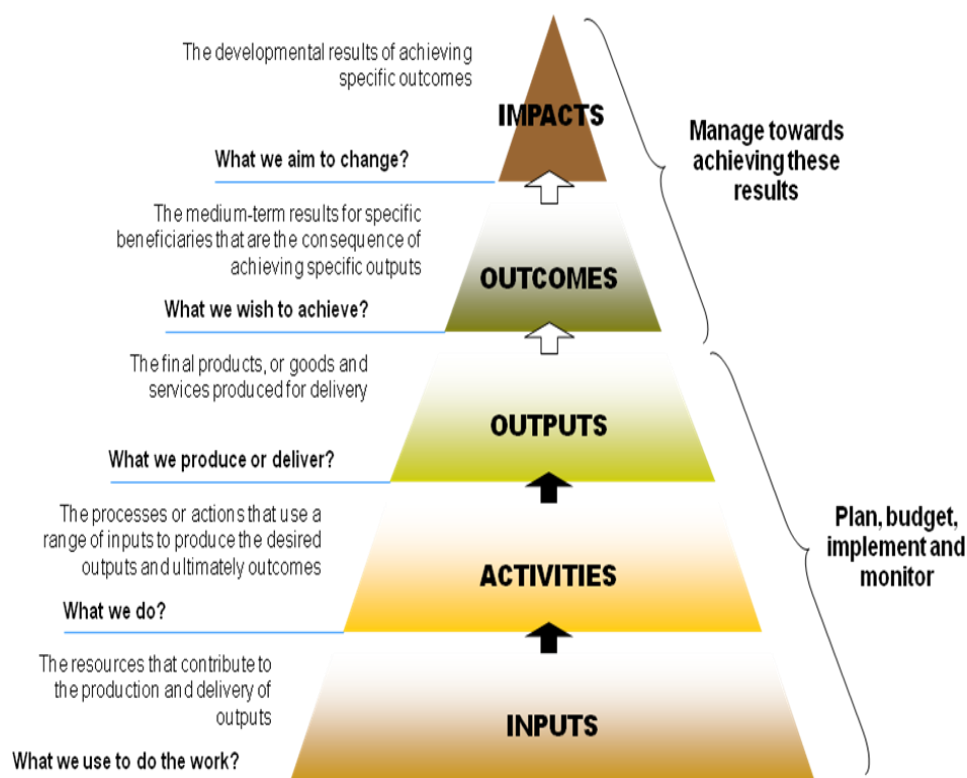 The developmental results of achieving
specific outcomes
IMPACTS
What we aim to change?
Manage towards
achieving these
results
The medium-term results for specific
beneficiaries that are the consequence of
achieving specific outputs
OUTCOMES
What we wish to achieve?
The final products, or goods and
services produced for delivery
OUTPUTS
What we produce or deliver?
The processes or actions that use a
range of inputs to produce the desired
outputs and ultimately outcomes
ACTIVITIES
What we do?
Plan, budget,
implement and
monitor
The resources that contribute to
the production and delivery of
outputs
INPUTS
What we use to do the work?